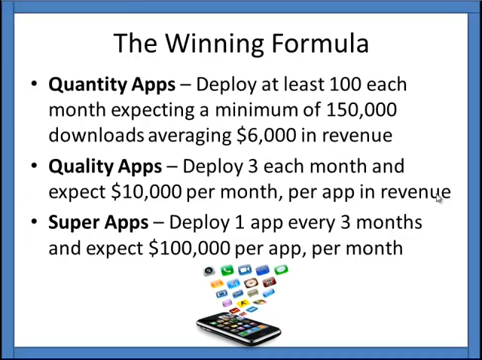 The Winning Formula
• Quantity Apps – Deploy at least 100 each
month expecting a minimum of 150,000
downloads averaging $6,000 in revenue
• Quality Apps – Deploy 3 each month and
expect $10,000 per month, per app in revenue
• Super Apps – Deploy 1 app every 3 months
and expect $100,000 per app, per month